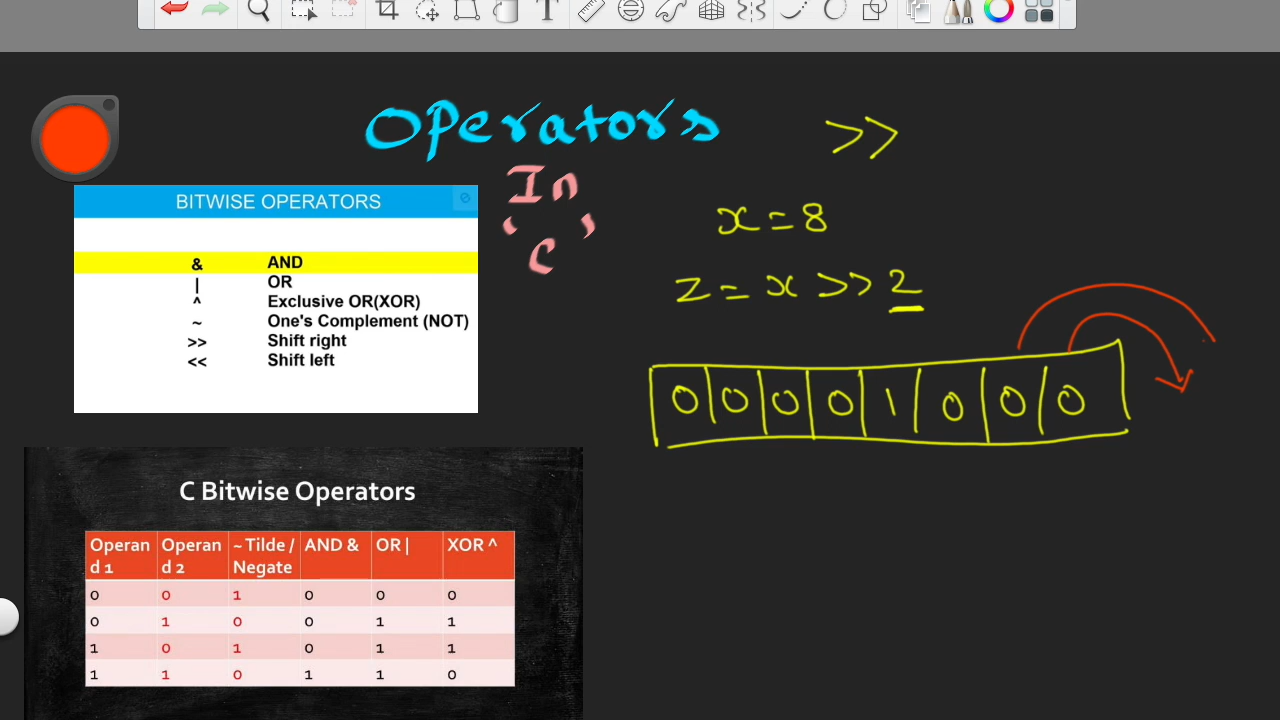 Operators
In
‘C’
>>
BITWISE OPERATORS
& AND
| OR
^ Exclusive OR(XOR)
~ One's Complement (NOT)
>> Shift right
<< Shift left
x = 8
z = x >> 2
0 0 0 0 1 0 0 0
C Bitwise Operators
Operan d 1 Operan d 2 ~ Tilde / Negate AND & OR | XOR ^
0 0 1 0 0 0
0 1 0 0 1 1
1 0 1 0 1 1
1 1 0 1 1 0